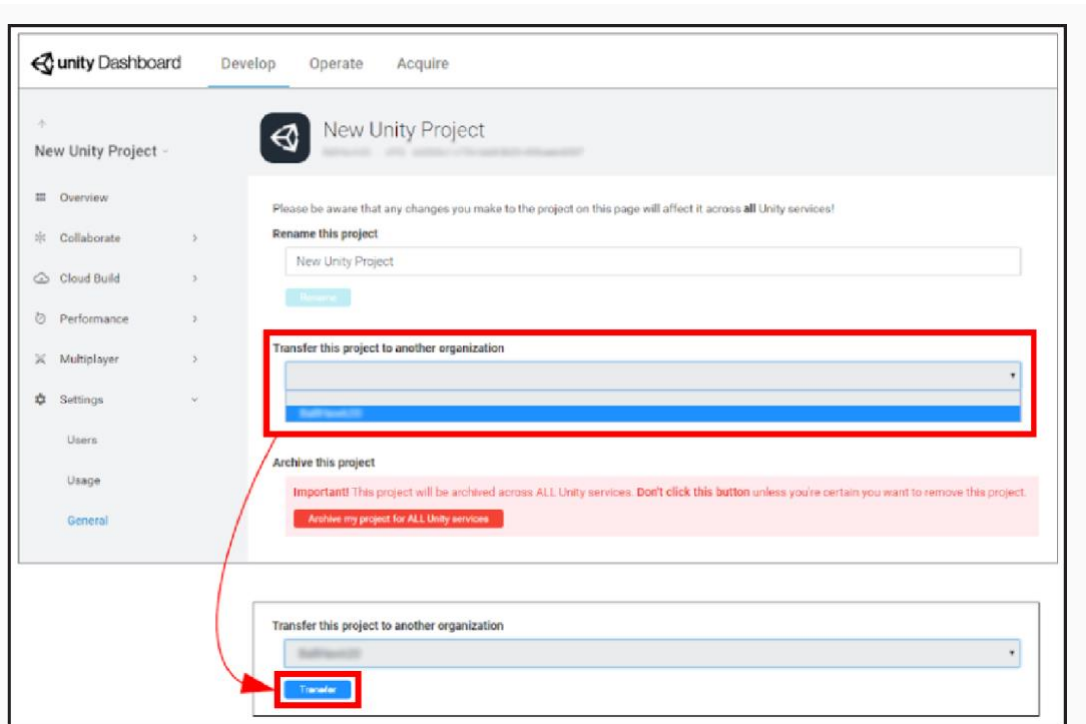 unity Dashboard
Develop
Operate
Acquire
New Unity Project
New Unity Project
Overview
Collaborate
Cloud Build
Performance
Multiplayer
Settings
Users
Usage
General
Please be aware that any changes you make to the project on this page will affect it across all Unity services!
Rename this project
New Unity Project
Rename
Transfer this project to another organization
Archive this project
Important! This project will be archived across ALL Unity services. Don't click this button unless you're certain you want to remove this project.
Archive my project for ALL Unity services
Transfer this project to another organization
Transfer